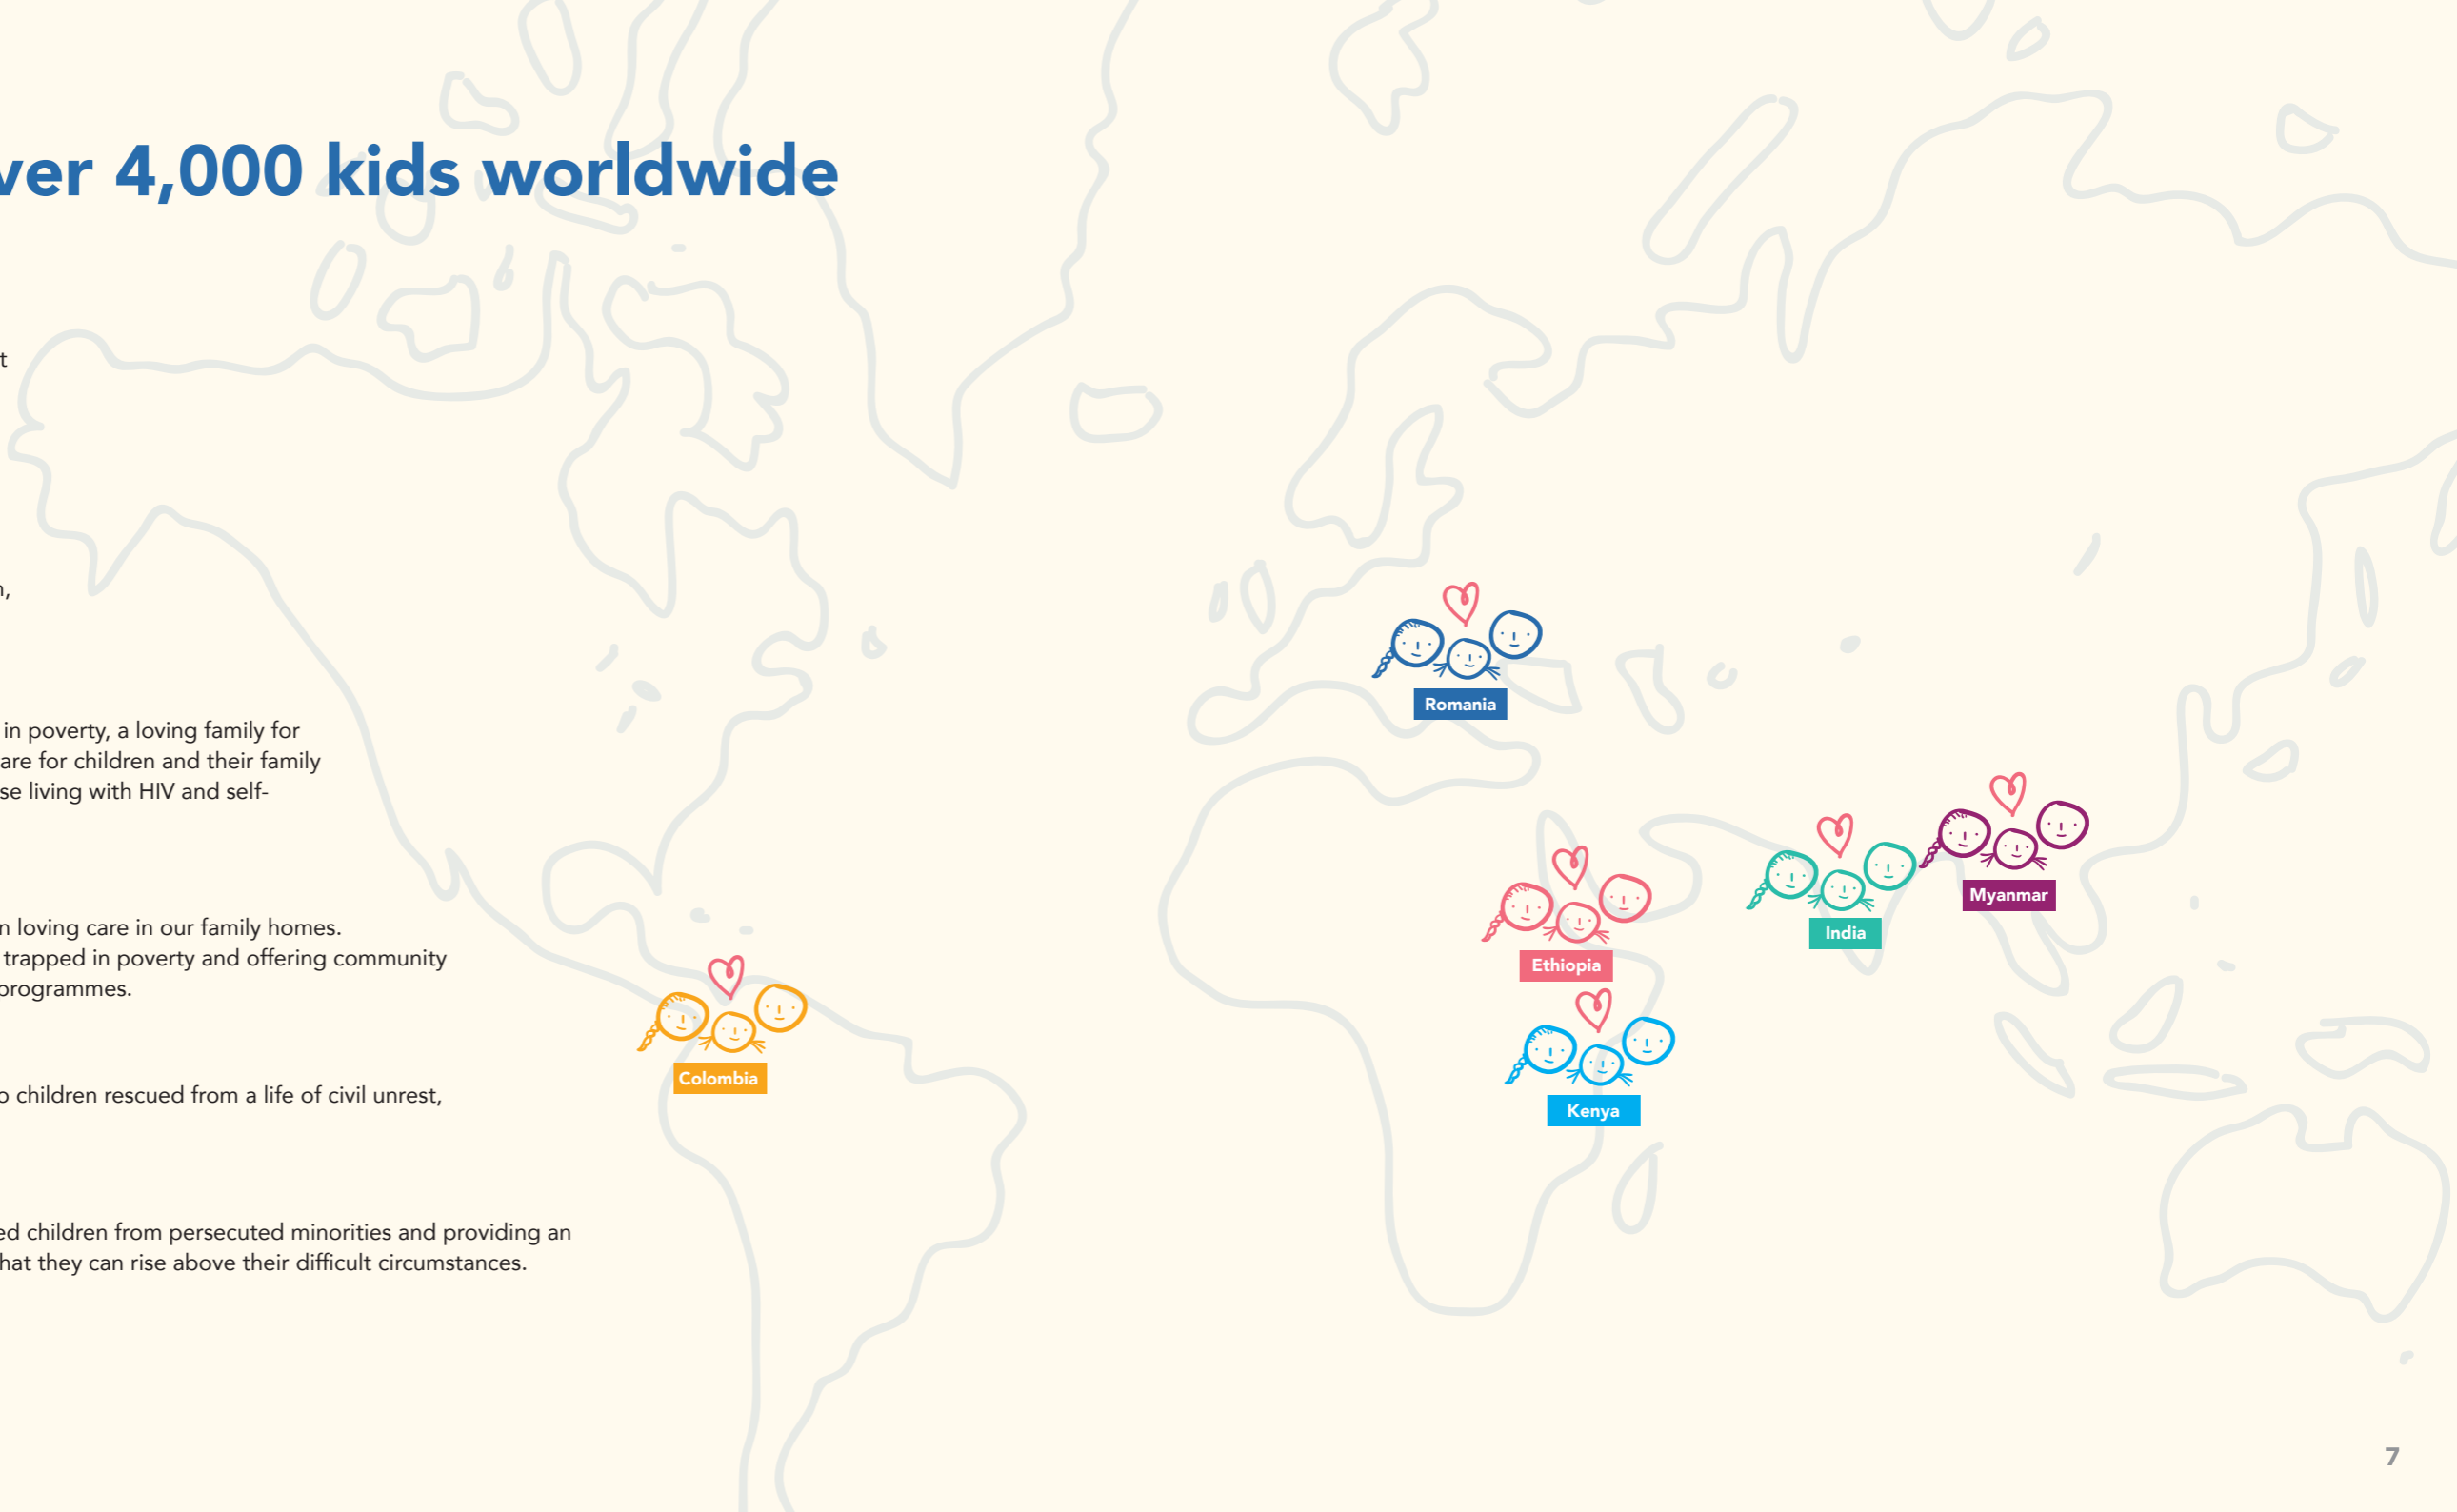 ver 4,000 kids worldwide
t
n,
in poverty, a loving family for
are for children and their family
se living with HIV and self-
n loving care in our family homes.
trapped in poverty and offering community
programmes.
o children rescued from a life of civil unrest,
ed children from persecuted minorities and providing an
hat they can rise above their difficult circumstances.
Romania
Myanmar
India
Ethiopia
Colombia
Kenya
7